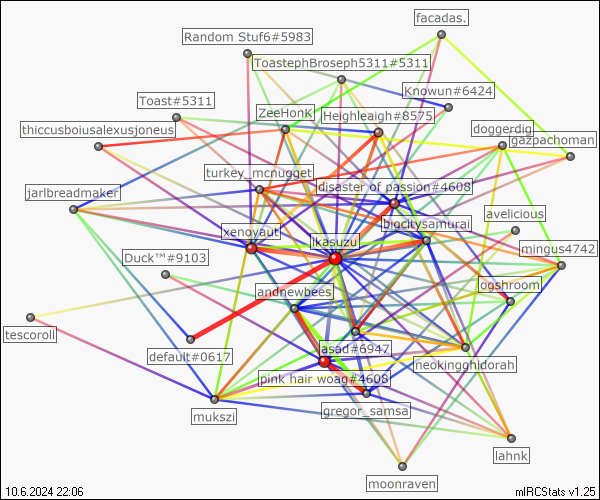 facadas.
Random Stuf6#5983
ToastephBroseph5311#5311
Knowun#6424
Toast#5311
ZeeHonK
Heighleigh#8575
thiccusboiusalexusjoneus
doggerdig
gazpachoman
turkey_mcnugget
disaster of passion#4608
jarlbreadmaker
avelicious
bigcitysamurai
xenoyaut
ikasuzu
mingus4742
Duck™#9103
ogshroom
andnewbees
tescoroll
default#0617
asad#6947
neokinghidorah
pink hair woag#4608
mukszi
gregor_samsa
lahnk
moonraven
10.6.2024 22:06
mIRCStats v1.25